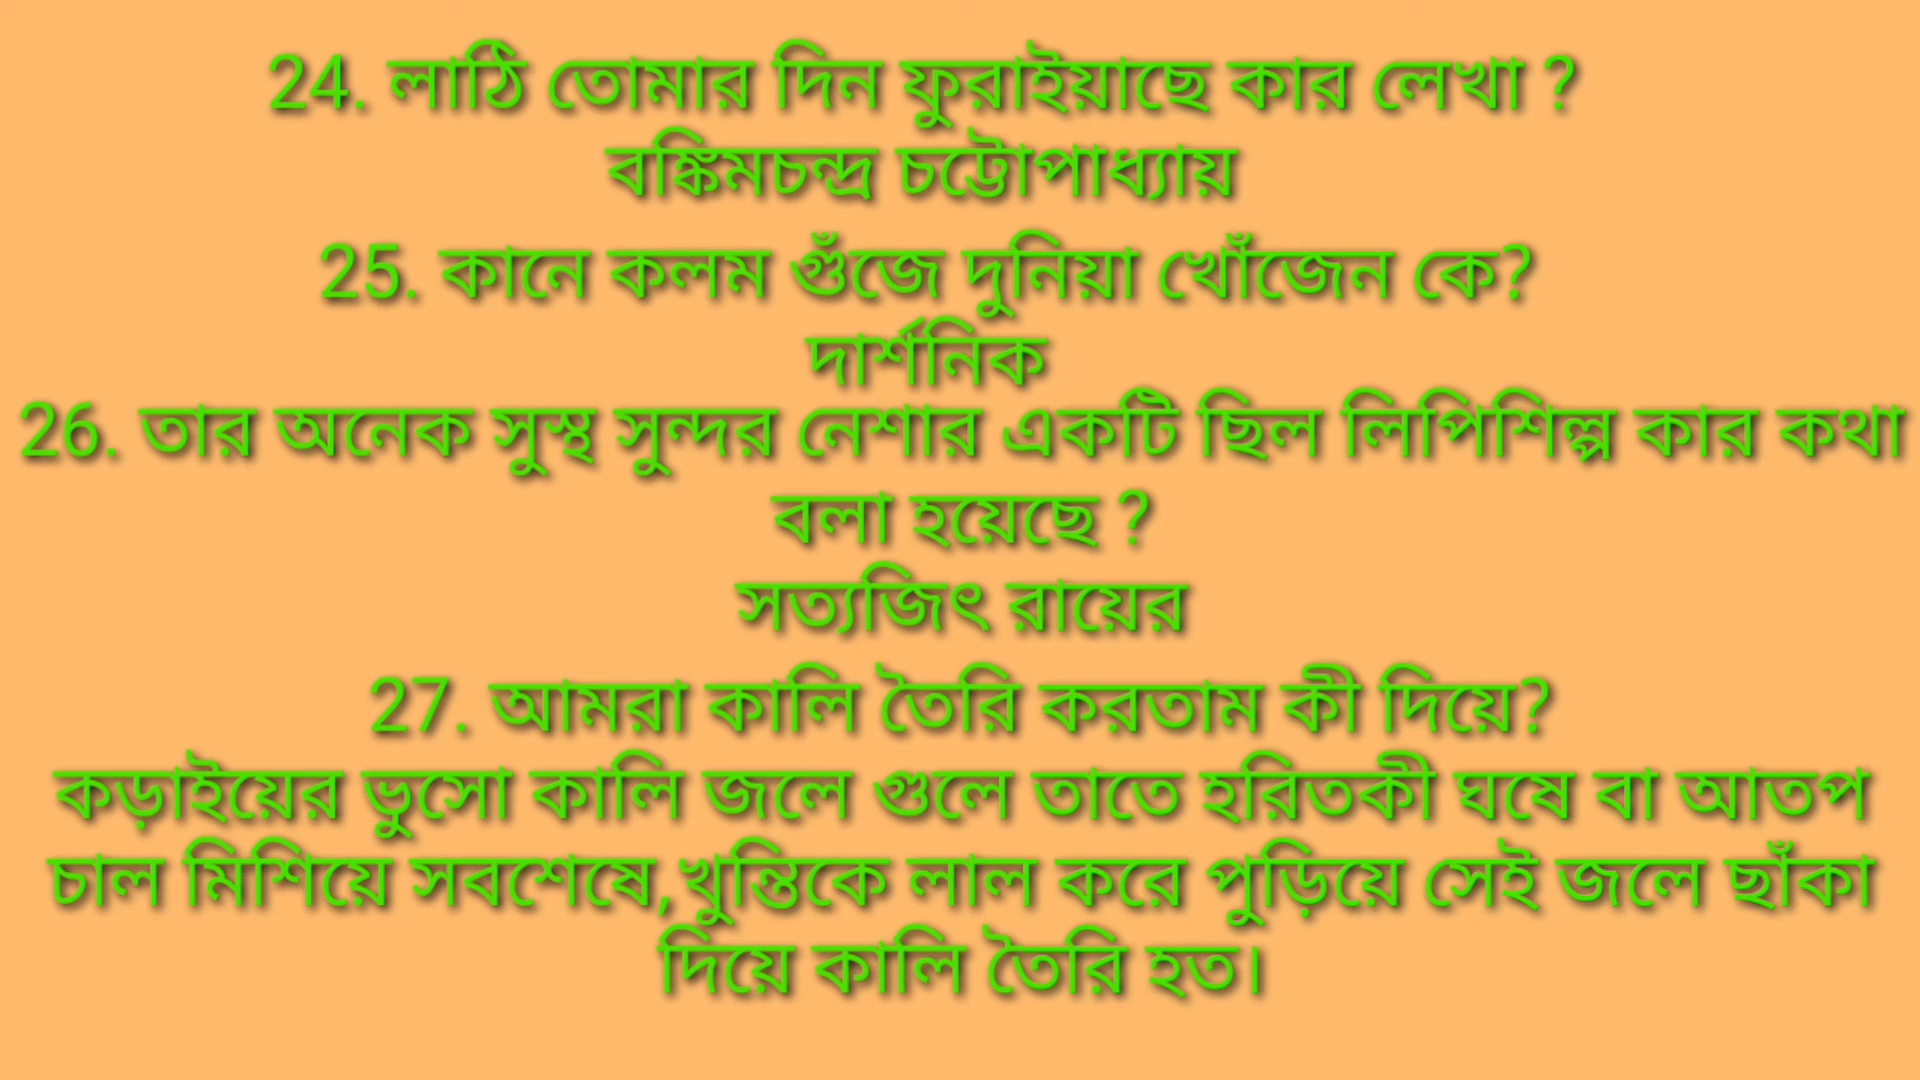 24. লাঠি তোমার দিন ফুরাইয়াছে কার লেখা ?
বঙ্কিমচন্দ্র চট্টোপাধ্যায়
25. কানে কলম গুঁজে দুনিয়া খোঁজেন কে?
দার্শনিক
26. তার অনেক সুস্থ সুন্দর নেশার একটি ছিল লিপিশিল্প কার কথা
বলা হয়েছে ?
সত্যজিৎ রায়ের
27. আমরা কালি তৈরি করতাম কী দিয়ে?
কড়াইয়ের ভুসো কালি জলে গুলে তাতে হরিতকী ঘষে বা আতপ
চাল মিশিয়ে সবশেষে,খুন্তিকে লাল করে পুড়িয়ে সেই জলে ছাঁকা
দিয়ে কালি তৈরি হত।